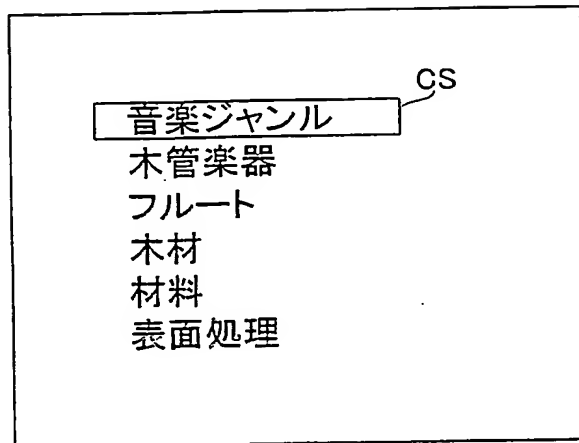 CS
音楽ジャンル
木管楽器
フルート
木材
材料
表面処理